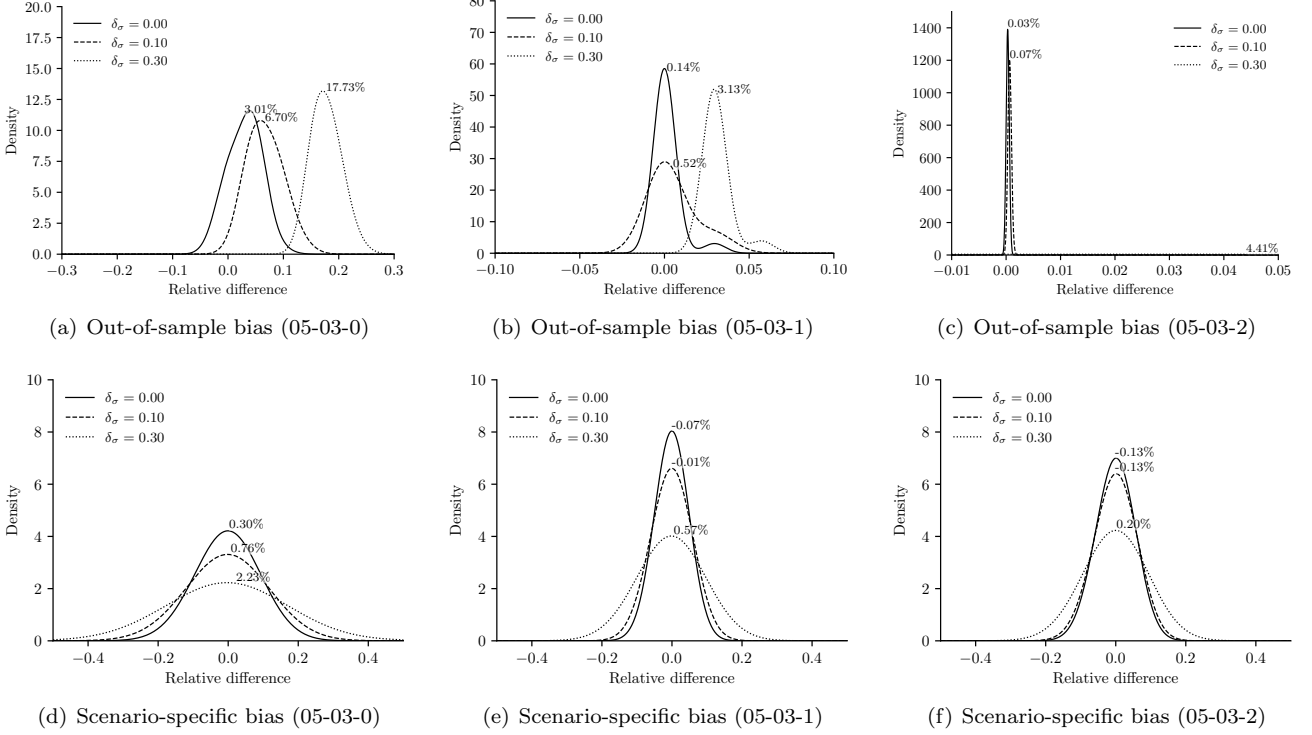 20.0
17.5
15.0
12.5
10.0
7.5
5.0
2.5
0.0
Density
δσ = 0.00
δσ = 0.10
δσ = 0.30
3.01%
6.70%
17.73%
−0.3 −0.2 −0.1 0.0 0.1 0.2 0.3
Relative difference
(a) Out-of-sample bias (05-03-0)
80
70
60
50
40
30
20
10
0
Density
δσ = 0.00
δσ = 0.10
δσ = 0.30
0.14%
3.13%
0.52%
−0.10 −0.05 0.00 0.05 0.10
Relative difference
(b) Out-of-sample bias (05-03-1)
1400
1200
1000
800
600
400
200
0
Density
0.03%
0.07%
δσ = 0.00
δσ = 0.10
δσ = 0.30
4.41%
−0.01 0.00 0.01 0.02 0.03 0.04 0.05
Relative difference
(c) Out-of-sample bias (05-03-2)
10
8
6
4
2
0
Density
δσ = 0.00
δσ = 0.10
δσ = 0.30
0.30%
0.76%
2.23%
−0.4 −0.2 0.0 0.2 0.4
Relative difference
(d) Scenario-specific bias (05-03-0)
10
8
6
4
2
0
Density
δσ = 0.00
δσ = 0.10
δσ = 0.30
-0.07%
-0.01%
0.57%
−0.4 −0.2 0.0 0.2 0.4
Relative difference
(e) Scenario-specific bias (05-03-1)
10
8
6
4
2
0
Density
δσ = 0.00
δσ = 0.10
δσ = 0.30
-0.13%
-0.13%
0.20%
−0.4 −0.2 0.0 0.2 0.4
Relative difference
(f) Scenario-specific bias (05-03-2)